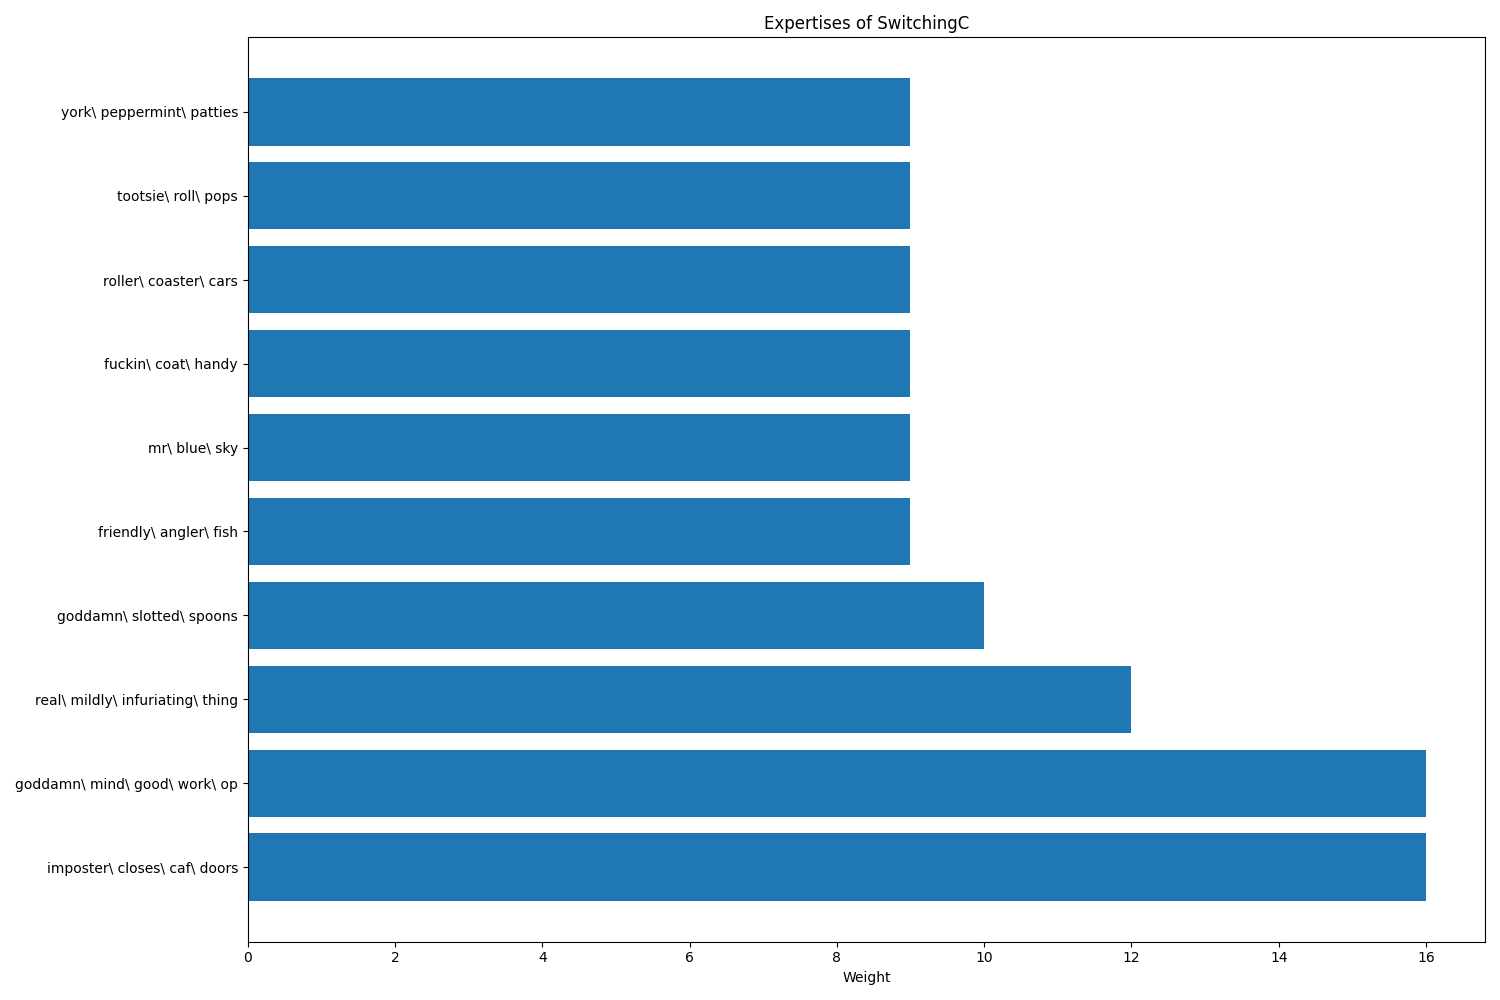 Expertises of SwitchingC
york\ peppermint\ patties
tootsie\ roll\ pops
roller\ coaster\ cars
fuckin\ coat\ handy
mr\ blue\ sky
friendly\ angler\ fish
goddamn\ slotted\ spoons
real\ mildly\ infuriating\ thing
goddamn\ mind\ good\ work\ op
imposter\ closes\ caf\ doors
0 2 4 6 8 10 12 14 16
Weight